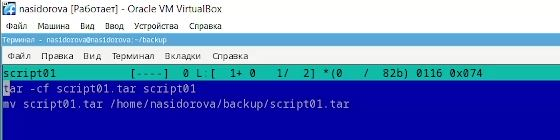 nasidorova [Работает] - Oracle VM VirtualBox
Файл Машина Вид Ввод Устройства Справка
Терминал - nasidorova@nasidorova:~/backup
Файл Правка Вид Терминал Вкладки Справка
script01 [----] 0 L:[ 1+ 0 1/ 2] *(0 / 82b) 0116 0x074
tar -cf script01.tar script01
mv script01.tar /home/nasidorova/backup/script01.tar